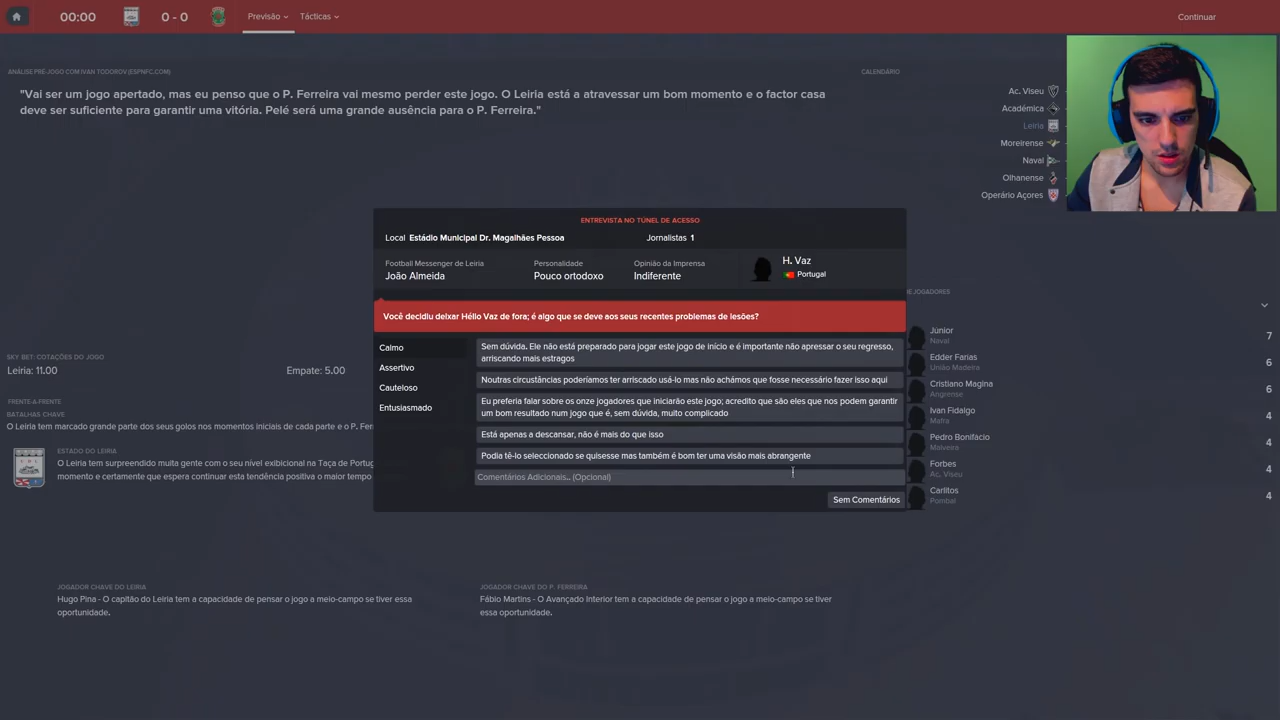 00:00
0 - 0
Previsão
Tácticas
Continuar
ANÁLISE PRÉ-JOGO COM IVAN TODOROV (ESPNFC.COM)
"Vai ser um jogo apertado, mas eu penso que o P. Ferreira vai mesmo perder este jogo. O Leiria está a atravessar um bom momento e o factor casa
deve ser suficiente para garantir uma vitória. Pelé será uma grande ausência para o P. Ferreira."
CALENDÁRIO
Ac. Viseu
Académica
Leiria
Moreirense
Naval
Olhanense
Operário Açores
ENTREVISTA NO TÚNEL DE ACESSO
Local Estádio Municipal Dr. Magalhães Pessoa
Jornalistas 1
Football Messenger de Leiria
João Almeida
Personalidade
Pouco ortodoxo
Opinião da Imprensa
Indiferente
H. Vaz
Portugal
Você decidiu deixar Hélio Vaz de fora; é algo que se deve aos seus recentes problemas de lesões?
Calmo
Assertivo
Cauteloso
Entusiasmado
Sem dúvida. Ele não está preparado para jogar este jogo de início e é importante não apressar o seu regresso,
arriscando mais estragos
Noutras circunstâncias poderíamos ter arriscado usá-lo mas não achámos que fosse necessário fazer isso aqui
Eu preferia falar sobre os onze jogadores que iniciarão este jogo; acredito que são eles que nos podem garantir
um bom resultado num jogo que é, sem dúvida, muito complicado
Está apenas a descansar, não é mais do que isso
Podia tê-lo seleccionado se quisesse mas também é bom ter uma visão mais abrangente
Comentários Adicionais.. (Opcional)
Sem Comentários
SKY BET: COTAÇÕES DO JOGO
Leiria: 11.00
Empate: 5.00
FRENTE-A-FRENTE
BATALHAS CHAVE:
O Leiria tem marcado grande parte dos seus golos nos momentos iniciais de cada parte e o P. Fer
ESTADO DO LEIRIA
O Leiria tem surpreendido muita gente com o seu nível exibicional na Taça de Portug
momento e certamente que espera continuar esta tendência positiva o maior tempo
E JOGADORES
Júnior
Naval
7
Edder Farias
União Madeira
6
Cristiano Magina
Angrense
6
Ivan Fidalgo
Mafra
4
Pedro Bonifácio
Malveira
4
Forbes
Ac. Viseu
4
Carlitos
Pombal
4
JOGADOR CHAVE DO LEIRIA
Hugo Pina - O capitão do Leiria tem a capacidade de pensar o jogo a meio-campo se tiver essa
oportunidade.
JOGADOR CHAVE DO P. FERREIRA
Fábio Martins - O Avançado Interior tem a capacidade de pensar o jogo a meio-campo se tiver
essa oportunidade.